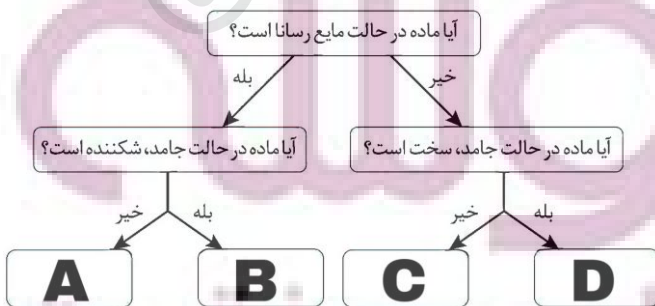 آیا ماده در حالت مایع رسانا است؟
خیر
بله
آیا ماده در حالت جامد، سخت است؟
آیا ماده در حالت جامد، شکننده است؟
بله
خیر
بله
خیر
D
C
B
A